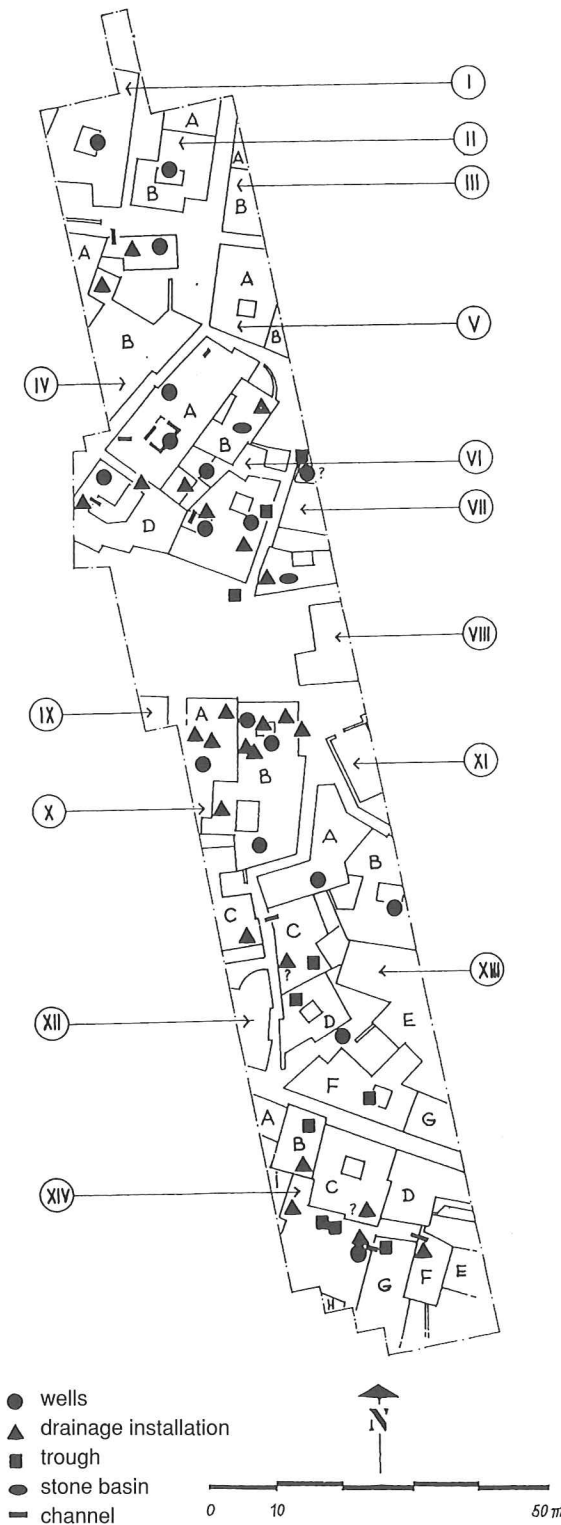 I
A
II
A
III
B
B
A
A
V
B
B
IV
A
B
VI
?
VII
D
VIII
IX
A
B
XI
X
A
B
C
C
XIII
?
D
E
XII
F
A
G
B
C
D
XIV
?
G
F
E
H
wells
drainage installation
trough
stone basin
channel
N
0 10 50 m